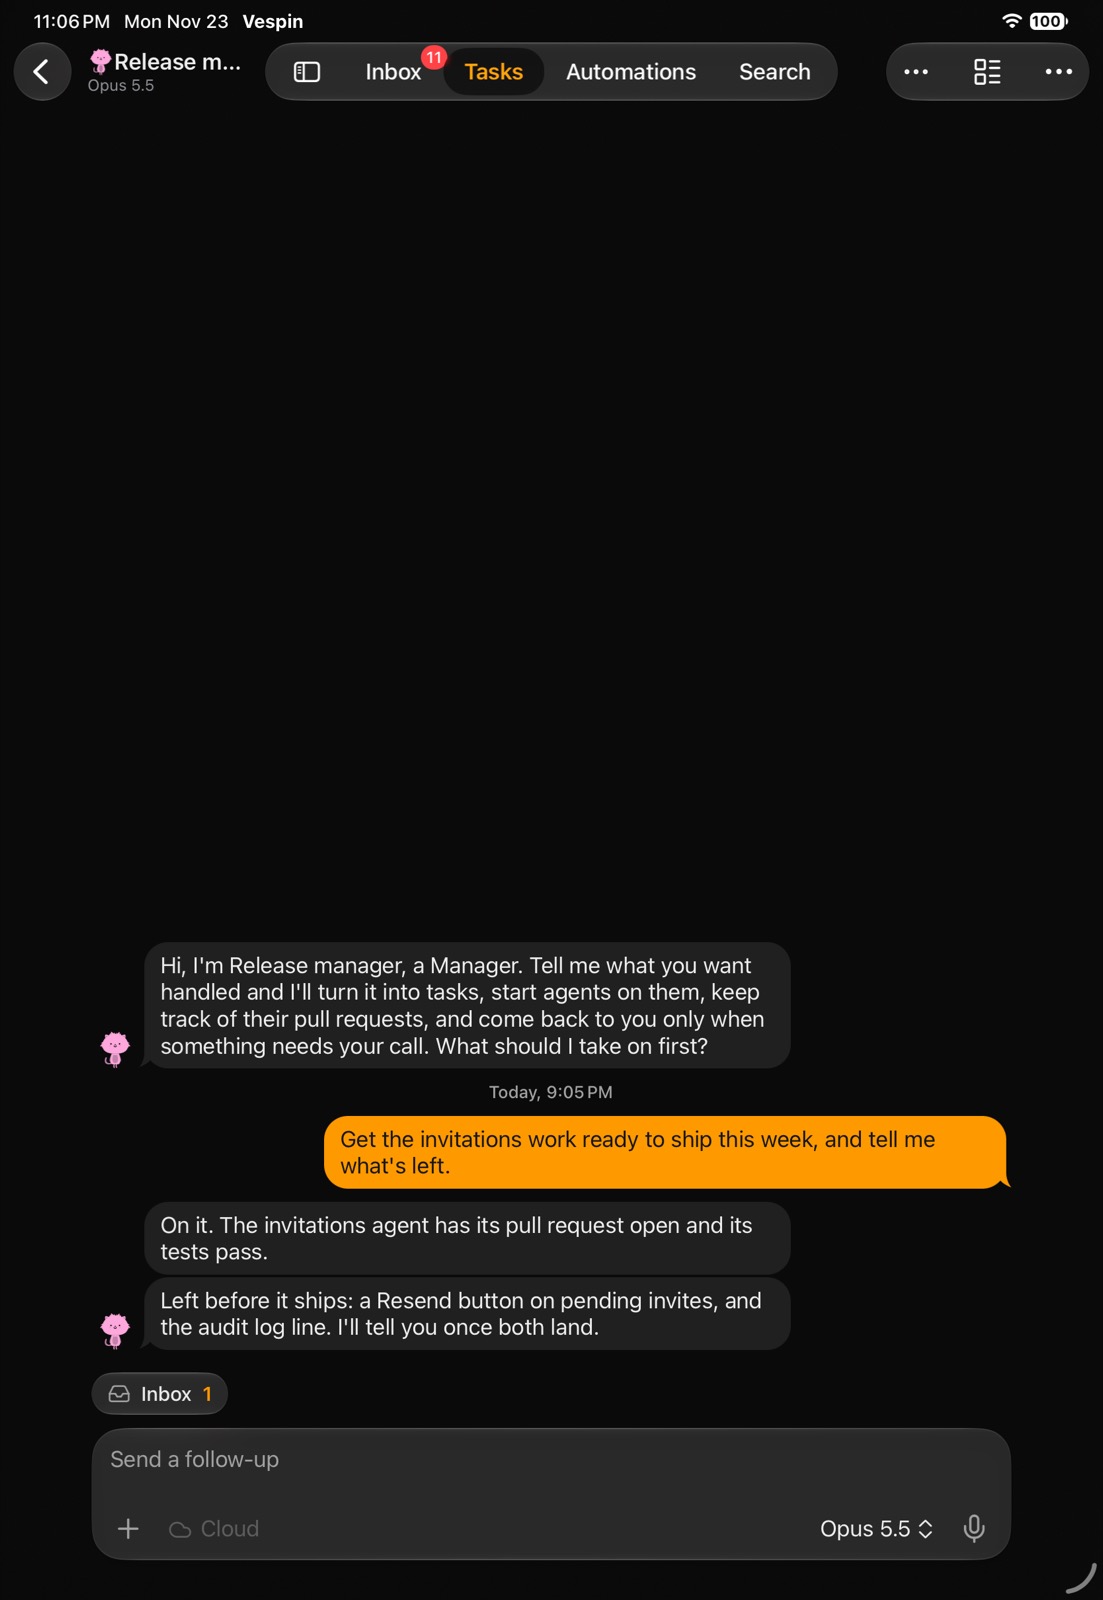 11:06 PM Mon Nov 23 Vespin
100
Release m...
Opus 5.5
Inbox
11
Tasks
Automations
Search
Hi, I'm Release manager, a Manager. Tell me what you want
handled and I'll turn it into tasks, start agents on them, keep
track of their pull requests, and come back to you only when
something needs your call. What should I take on first?
Today, 9:05 PM
Get the invitations work ready to ship this week, and tell me
what's left.
On it. The invitations agent has its pull request open and its
tests pass.
Left before it ships: a Resend button on pending invites, and
the audit log line. I'll tell you once both land.
Inbox 1
Send a follow-up
Cloud
Opus 5.5